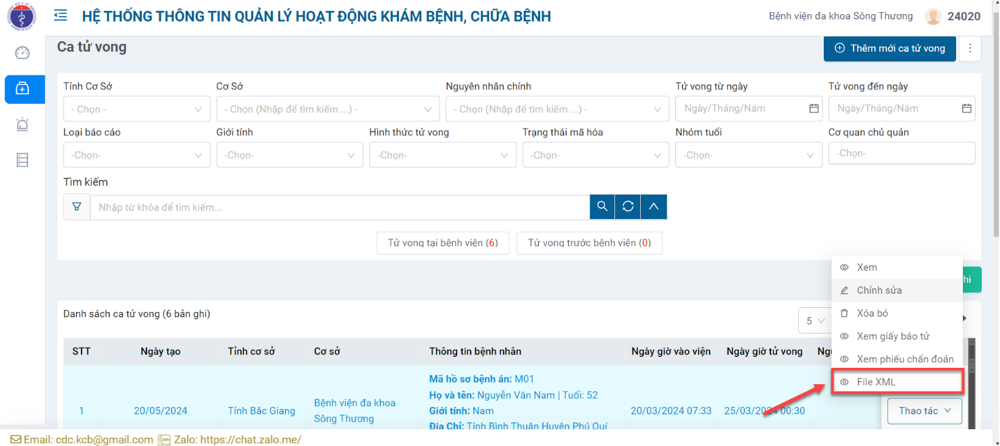 HỆ THỐNG THÔNG TIN QUẢN LÝ HOẠT ĐỘNG KHÁM BỆNH, CHỮA BỆNH
Bệnh viện đa khoa Sông Thương 24020
Ca tử vong
Thêm mới ca tử vong
Tỉnh Cơ Sở Cơ Sở Nguyên nhân chính Tử vong từ ngày Tử vong đến ngày
- Chọn - - Chọn (Nhập để tìm kiếm ...) - - Chọn (Nhập để tìm kiếm ...) - Ngày/Tháng/Năm Ngày/Tháng/Năm
Loại báo cáo Giới tính Hình thức tử vong Trạng thái mã hóa Nhóm tuổi Cơ quan chủ quản
-Chọn- -Chọn- -Chọn- -Chọn- -Chọn- -Chọn-
Tìm kiếm
Nhập từ khóa để tìm kiếm...
Tử vong tại bệnh viện (6) Tử vong trước bệnh viện (0)
Xem
hi
Chỉnh sửa
Xóa bỏ
Xem giấy báo tử
Xem phiếu chẩn đoán
File XML
Danh sách ca tử vong (6 bản ghi)
5
STT Ngày tạo Tỉnh cơ sở Cơ sở Thông tin bệnh nhân Ngày giờ vào viện Ngày giờ tử vong
1 20/05/2024 Tỉnh Bắc Giang
Bệnh viện đa khoa
Sông Thương
Mã hồ sơ bệnh án: M01
Họ và tên: Nguyễn Văn Nam | Tuổi: 52
Giới tính: Nam
Địa Chỉ: Tỉnh Bình Thuận Huyện Phú Quí
20/03/2024 07:33 25/03/2024 00:30
Thao tác
Email: cdc.kcb@gmail.com Zalo: https://chat.zalo.me/